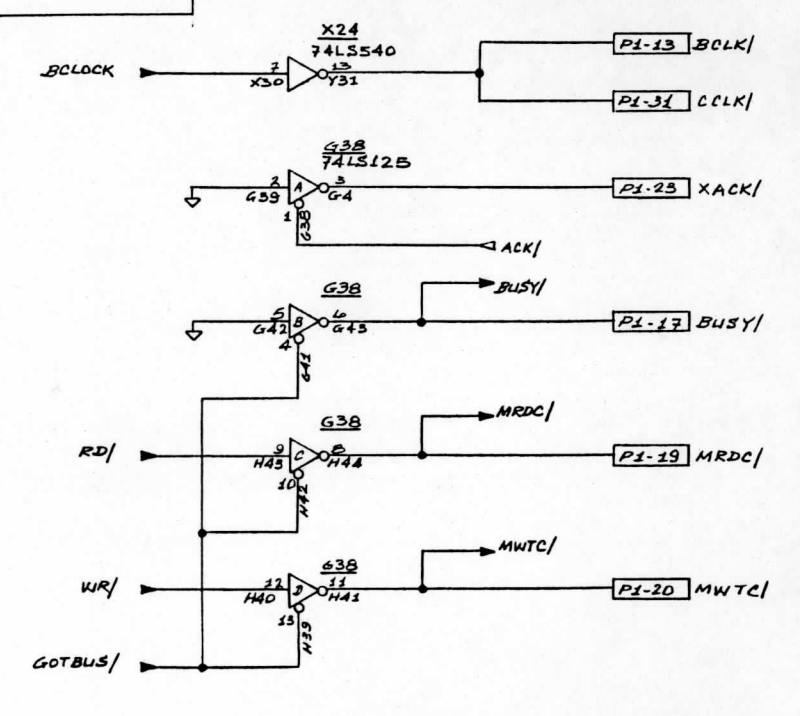 X24
74LS540
BCLOCK 7 X30 13 Y31
P1-13 BCLK/
P1-31 CCLK/
G38
74LS125
2 G39 A 3 G4 P1-23 XACK/
1 G38
ACK/
G38
BUSY/
5 G42 B 6 G43 P1-17 BUSY/
4 G41
G38
MRDC/
RD/ 9 H43 C 8 H44 P1-19 MRDC/
10 H42
G38
MWTC/
WR/ 12 H40 D 11 H41 P1-20 MWTC/
13 H39
GOTBUS/